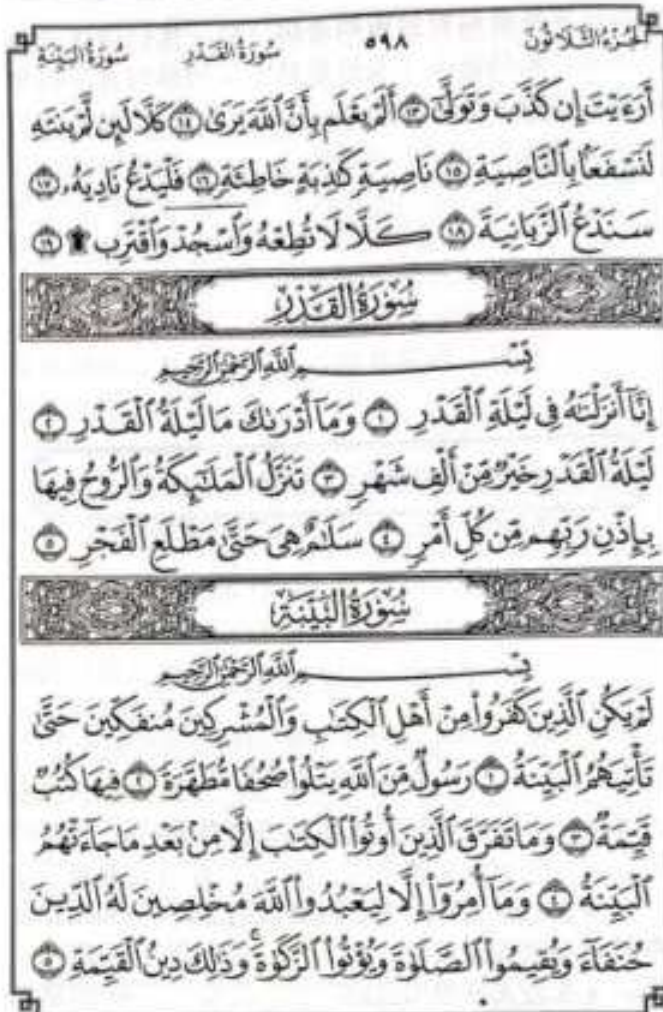 الجزء الثلاثون ٥٩٨ سورة القدر سورة البينة
أَرَءَيْتَ إِن كَذَّبَ وَتَوَلَّىٰٓ ١٣ أَلَمْ يَعْلَم بِأَنَّ ٱللَّهَ يَرَىٰ ١٤ كَلَّا لَئِن لَّمْ يَنتَهِ
لَنَسْفَعًۢا بِٱلنَّاصِيَةِ ١٥ نَاصِيَةٍ كَٰذِبَةٍ خَاطِئَةٍ ١٦ فَلْيَدْعُ نَادِيَهُۥ ١٧
سَنَدْعُ ٱلزَّبَانِيَةَ ١٨ كَلَّا لَا تُطِعْهُ وَٱسْجُدْ وَٱقْتَرِب ۩ ١٩
سُورَةُ القَدْرِ
بِسْمِ ٱللَّهِ ٱلرَّحْمَٰنِ ٱلرَّحِيمِ
إِنَّآ أَنزَلْنَٰهُ فِى لَيْلَةِ ٱلْقَدْرِ ١ وَمَآ أَدْرَىٰكَ مَا لَيْلَةُ ٱلْقَدْرِ ٢
لَيْلَةُ ٱلْقَدْرِ خَيْرٌ مِّنْ أَلْفِ شَهْرٍ ٣ تَنَزَّلُ ٱلْمَلَٰٓئِكَةُ وَٱلرُّوحُ فِيهَا
بِإِذْنِ رَبِّهِم مِّن كُلِّ أَمْرٍ ٤ سَلَٰمٌ هِىَ حَتَّىٰ مَطْلَعِ ٱلْفَجْرِ ٥
سُورَةُ البَيِّنَةِ
بِسْمِ ٱللَّهِ ٱلرَّحْمَٰنِ ٱلرَّحِيمِ
لَمْ يَكُنِ ٱلَّذِينَ كَفَرُوا۟ مِنْ أَهْلِ ٱلْكِتَٰبِ وَٱلْمُشْرِكِينَ مُنفَكِّينَ حَتَّىٰ
تَأْتِيَهُمُ ٱلْبَيِّنَةُ ١ رَسُولٌ مِّنَ ٱللَّهِ يَتْلُوا۟ صُحُفًا مُّطَهَّرَةً ٢ فِيهَا كُتُبٌ
قَيِّمَةٌ ٣ وَمَا تَفَرَّقَ ٱلَّذِينَ أُوتُوا۟ ٱلْكِتَٰبَ إِلَّا مِنۢ بَعْدِ مَا جَآءَتْهُمُ
ٱلْبَيِّنَةُ ٤ وَمَآ أُمِرُوٓا۟ إِلَّا لِيَعْبُدُوا۟ ٱللَّهَ مُخْلِصِينَ لَهُ ٱلدِّينَ
حُنَفَآءَ وَيُقِيمُوا۟ ٱلصَّلَوٰةَ وَيُؤْتُوا۟ ٱلزَّكَوٰةَ ۚ وَذَٰلِكَ دِينُ ٱلْقَيِّمَةِ ٥